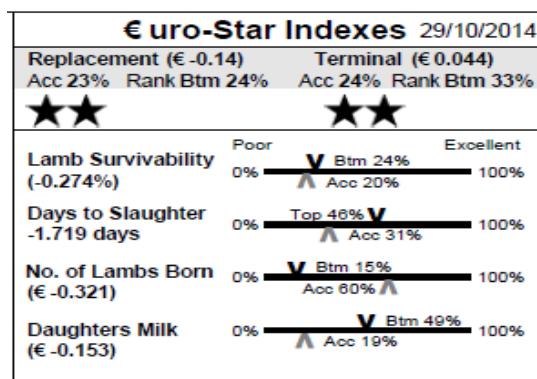 € uro-Star Indexes 29/10/2014
Replacement (€ -0.14) Terminal (€ 0.044)
Acc 23% Rank Btm 24% Acc 24% Rank Btm 33%
Poor Excellent
Lamb Survivability
(-0.274%)
0% Btm 24% 100%
Acc 20%
Days to Slaughter
-1.719 days
0% Top 46% 100%
Acc 31%
No. of Lambs Born
(€ -0.321)
0% Btm 15% 100%
Acc 60%
Daughters Milk
(€ -0.153)
0% Btm 49% 100%
Acc 19%